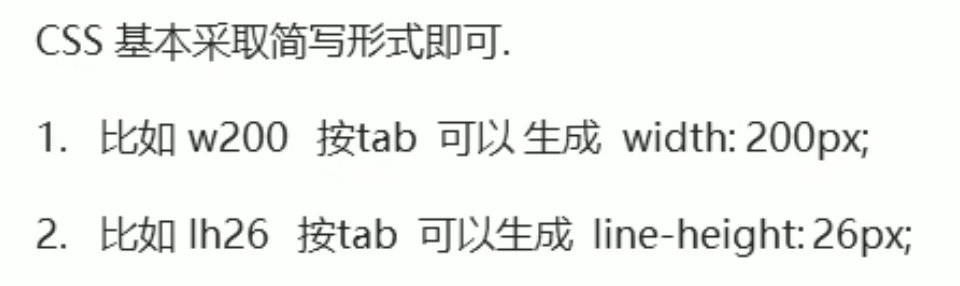 CSS 基本采取简写形式即可.
1. 比如 w200 按tab 可以 生成 width: 200px;
2. 比如 lh26 按tab 可以生成 line-height: 26px;